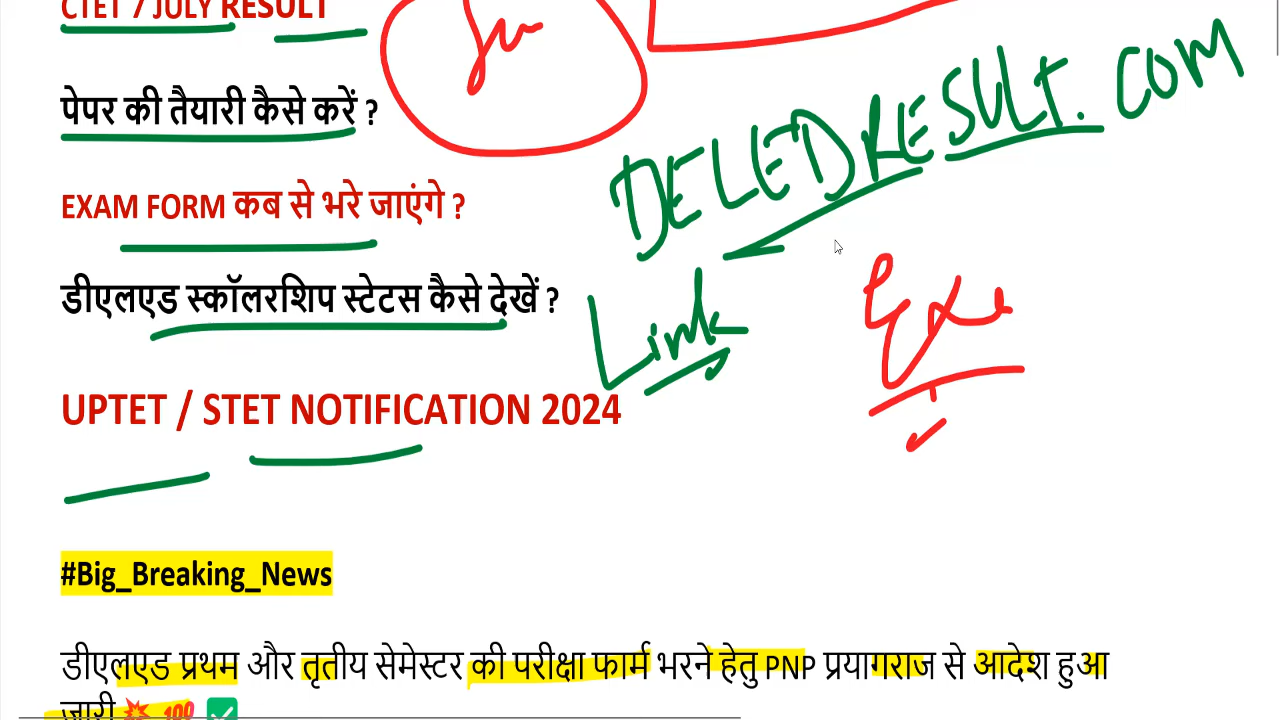 CTET 7 JULY RESULT
पेपर की तैयारी कैसे करें ?
DELEDRESULT.COM
EXAM FORM कब से भरे जाएंगे ?
डीएलएड स्कॉलरशिप स्टेटस कैसे देखें ?
Link
UPTET / STET NOTIFICATION 2024
#Big_Breaking_News
डीएलएड प्रथम और तृतीय सेमेस्टर की परीक्षा फार्म भरने हेतु PNP प्रयागराज से आदेश हुआ
जारी 💥 💯 ✅